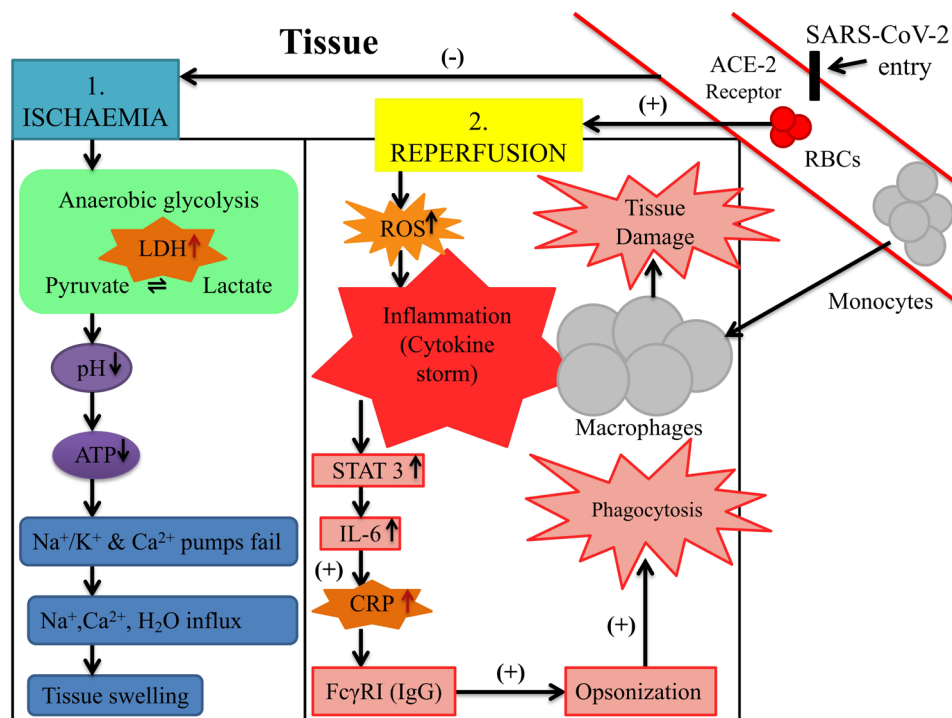 Tissue
SARS-CoV-2
entry
ACE-2
Receptor
(-)
(+)
RBCs
Monocytes
1.
ISCHAEMIA
Anaerobic glycolysis
LDH
Pyruvate ⇌ Lactate
pH
ATP
Na⁺/K⁺ & Ca²⁺ pumps fail
Na⁺,Ca²⁺, H₂O influx
Tissue swelling
2.
REPERFUSION
ROS
Inflammation
(Cytokine
storm)
STAT 3
IL-6
(+)
CRP
FcγRI (IgG)
(+)
Opsonization
(+)
Phagocytosis
Macrophages
Tissue
Damage